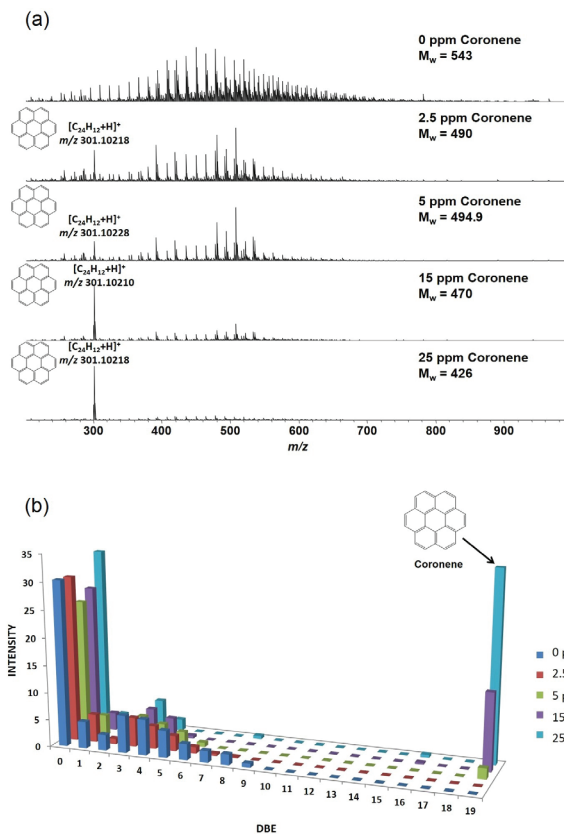 (a)
0 ppm Coronene
Mw = 543
[C24H12+H]+
m/z 301.10218
2.5 ppm Coronene
Mw = 490
[C24H12+H]+
m/z 301.10228
5 ppm Coronene
Mw = 494.9
[C24H12+H]+
m/z 301.10210
15 ppm Coronene
Mw = 470
[C24H12+H]+
m/z 301.10218
25 ppm Coronene
Mw = 426
300 400 500 600 700 800 900
m/z
(b)
Coronene
35
30
25
20
15
10
5
0
INTENSITY
0 p
2.5
5 p
15
25
0 1 2 3 4 5 6 7 8 9 10 11 12 13 14 15 16 17 18 19
DBE